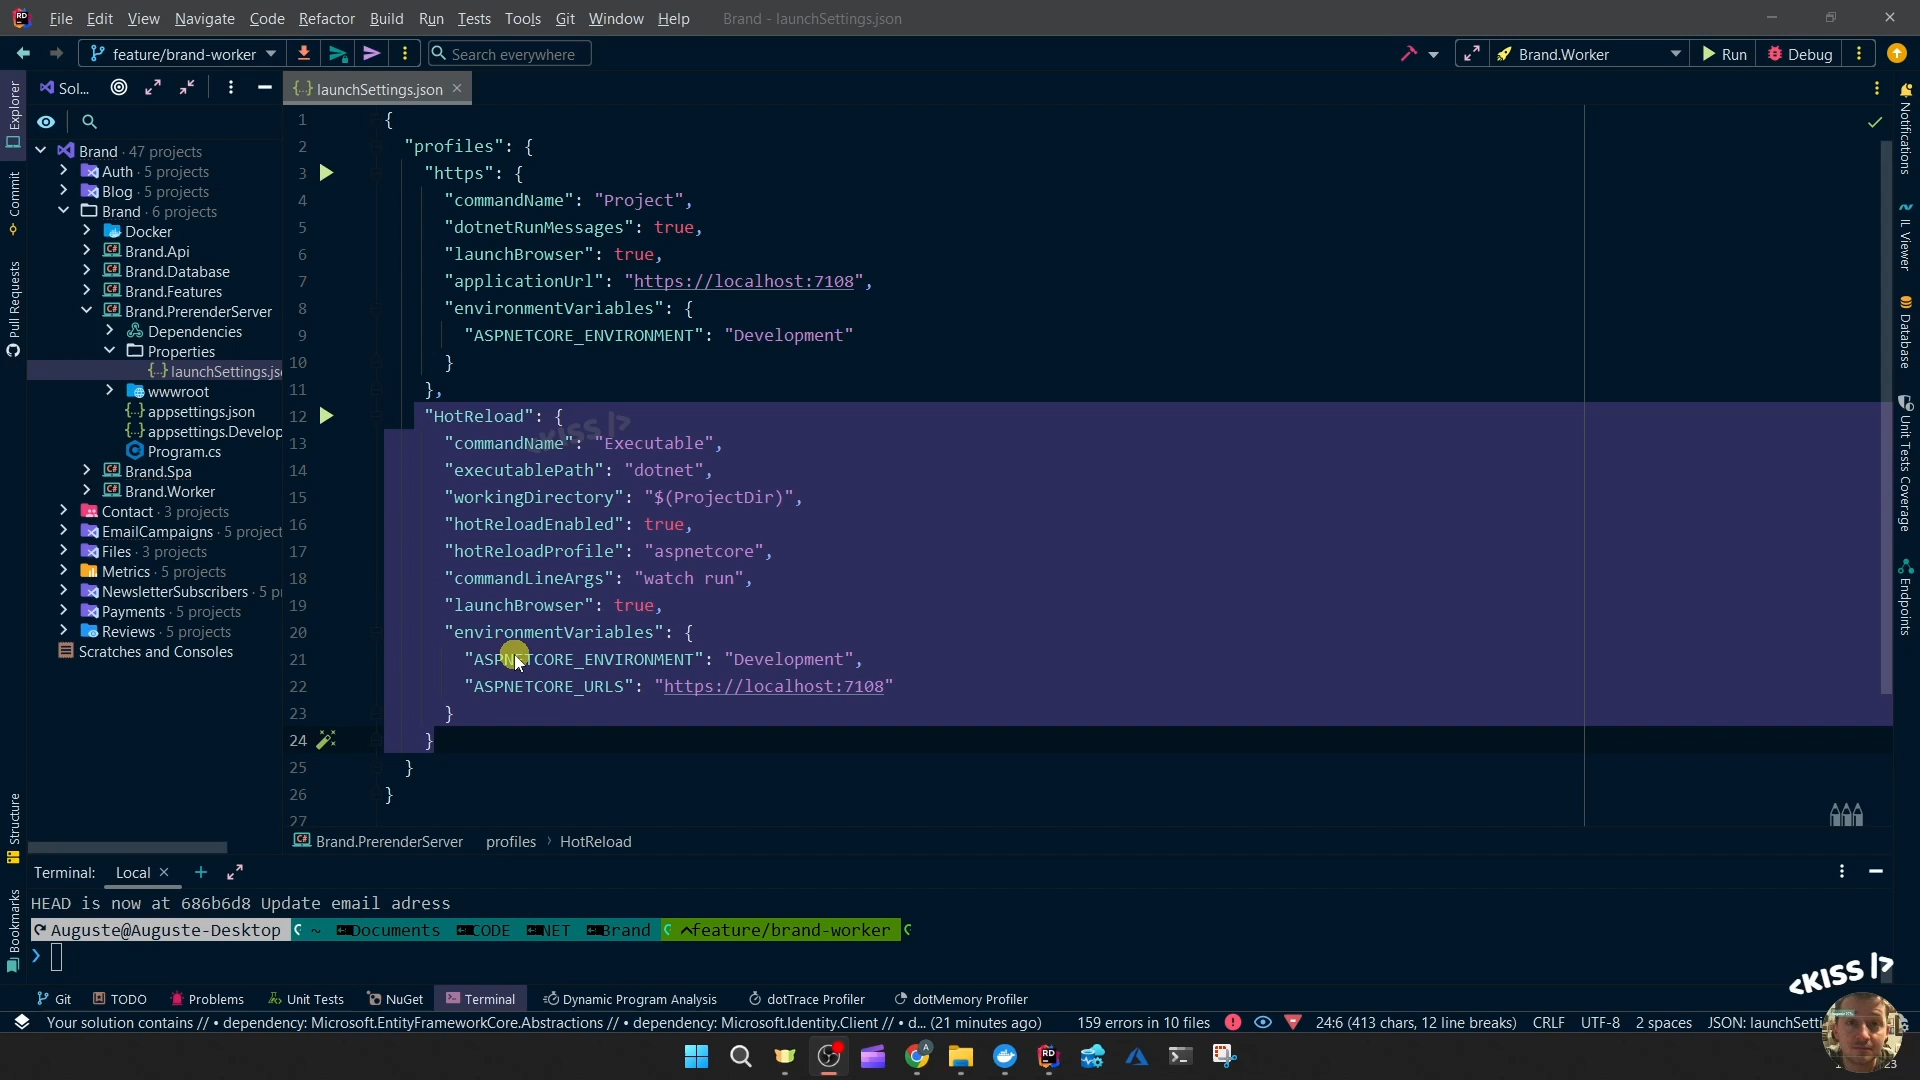 File Edit View Navigate Code Refactor Build Run Tests Tools Git Window Help Brand - launchSettings.json
feature/brand-worker Search everywhere Brand.Worker Run Debug
Sol... launchSettings.json
Explorer
Commit
Pull Requests
Structure
Bookmarks
Brand · 47 projects
Auth · 5 projects
Blog · 5 projects
Brand · 6 projects
Docker
Brand.Api
Brand.Database
Brand.Features
Brand.PrerenderServer
Dependencies
Properties
launchSettings.js
wwwroot
appsettings.json
appsettings.Develop
Program.cs
Brand.Spa
Brand.Worker
Contact · 3 projects
EmailCampaigns · 5 project
Files · 3 projects
Metrics · 5 projects
NewsletterSubscribers · 5 p
Payments · 5 projects
Reviews · 5 projects
Scratches and Consoles
1 {
2 "profiles": {
3 "https": {
4 "commandName": "Project",
5 "dotnetRunMessages": true,
6 "launchBrowser": true,
7 "applicationUrl": "https://localhost:7108",
8 "environmentVariables": {
9 "ASPNETCORE_ENVIRONMENT": "Development"
10 }
11 },
12 "HotReload": {
13 "commandName": "Executable",
14 "executablePath": "dotnet",
15 "workingDirectory": "$(ProjectDir)",
16 "hotReloadEnabled": true,
17 "hotReloadProfile": "aspnetcore",
18 "commandLineArgs": "watch run",
19 "launchBrowser": true,
20 "environmentVariables": {
21 "ASPNETCORE_ENVIRONMENT": "Development",
22 "ASPNETCORE_URLS": "https://localhost:7108"
23 }
24 }
25 }
26 }
27
<KISS />
Notifications
IL Viewer
Database
Unit Tests Coverage
Endpoints
Brand.PrerenderServer profiles › HotReload
Terminal: Local
HEAD is now at 686b6d8 Update email adress
Auguste@Auguste-Desktop ~ Documents CODE NET Brand ^feature/brand-worker
❯
<KISS />
Git TODO Problems Unit Tests NuGet Terminal Dynamic Program Analysis dotTrace Profiler dotMemory Profiler
Your solution contains // • dependency: Microsoft.EntityFrameworkCore.Abstractions // • dependency: Microsoft.Identity.Client // • d... (21 minutes ago) 159 errors in 10 files 24:6 (413 chars, 12 line breaks) CRLF UTF-8 2 spaces JSON: launchSetti